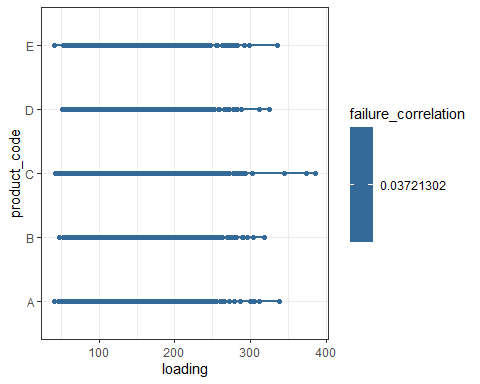 product_code
E
D
C
B
A
100
200
300
400
loading
failure_correlation
0.03721302